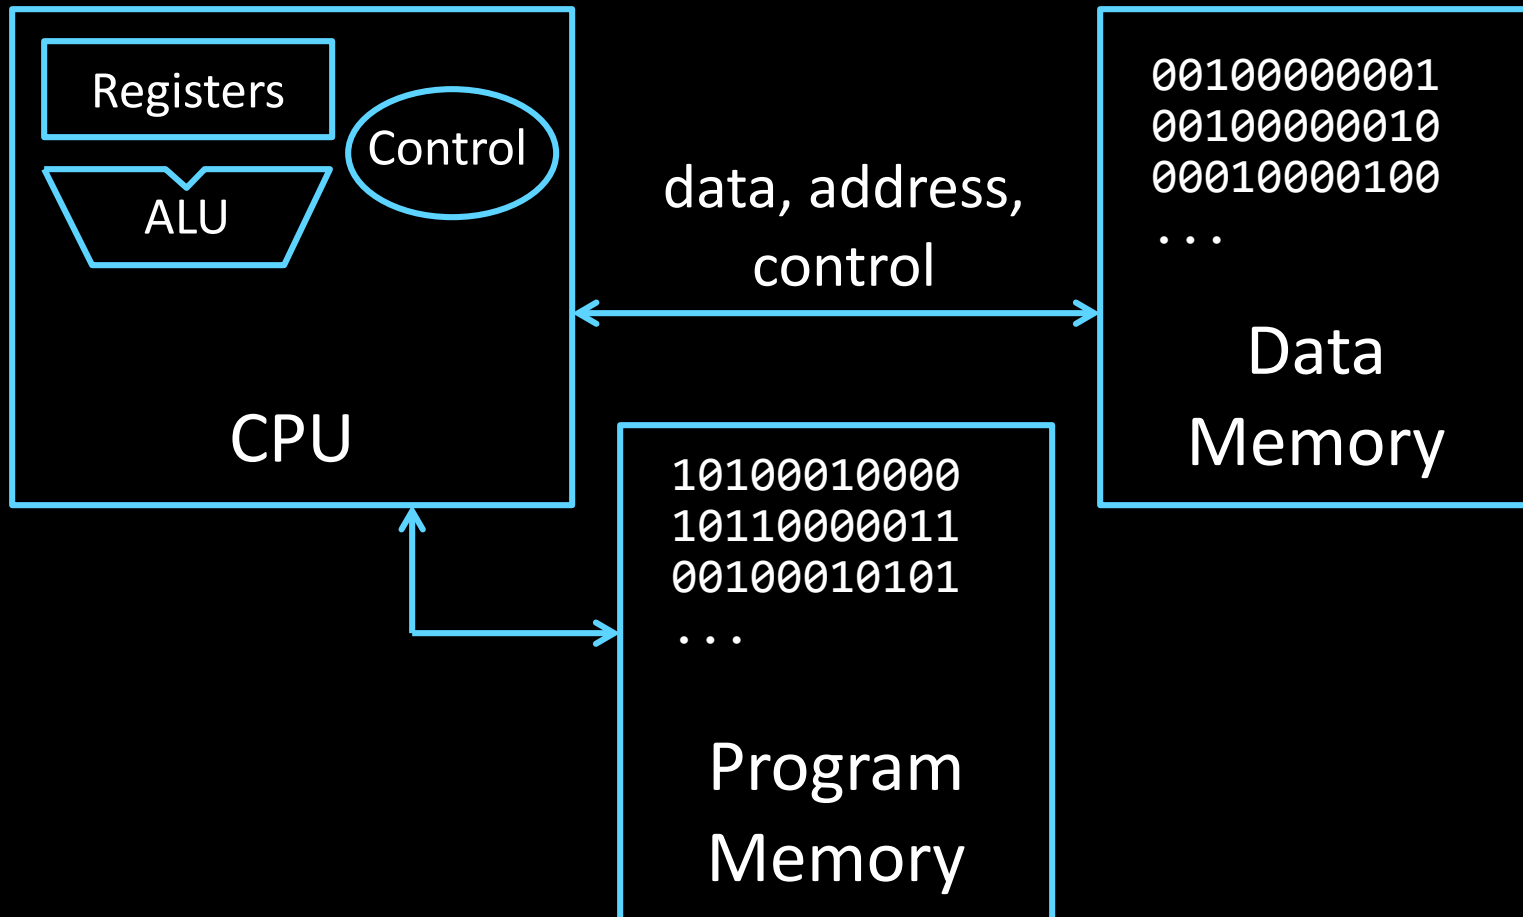 Registers
Control
ALU
CPU
data, address,
control
00100000001
00100000010
00010000100
...
Data
Memory
10100010000
10110000011
00100010101
...
Program
Memory